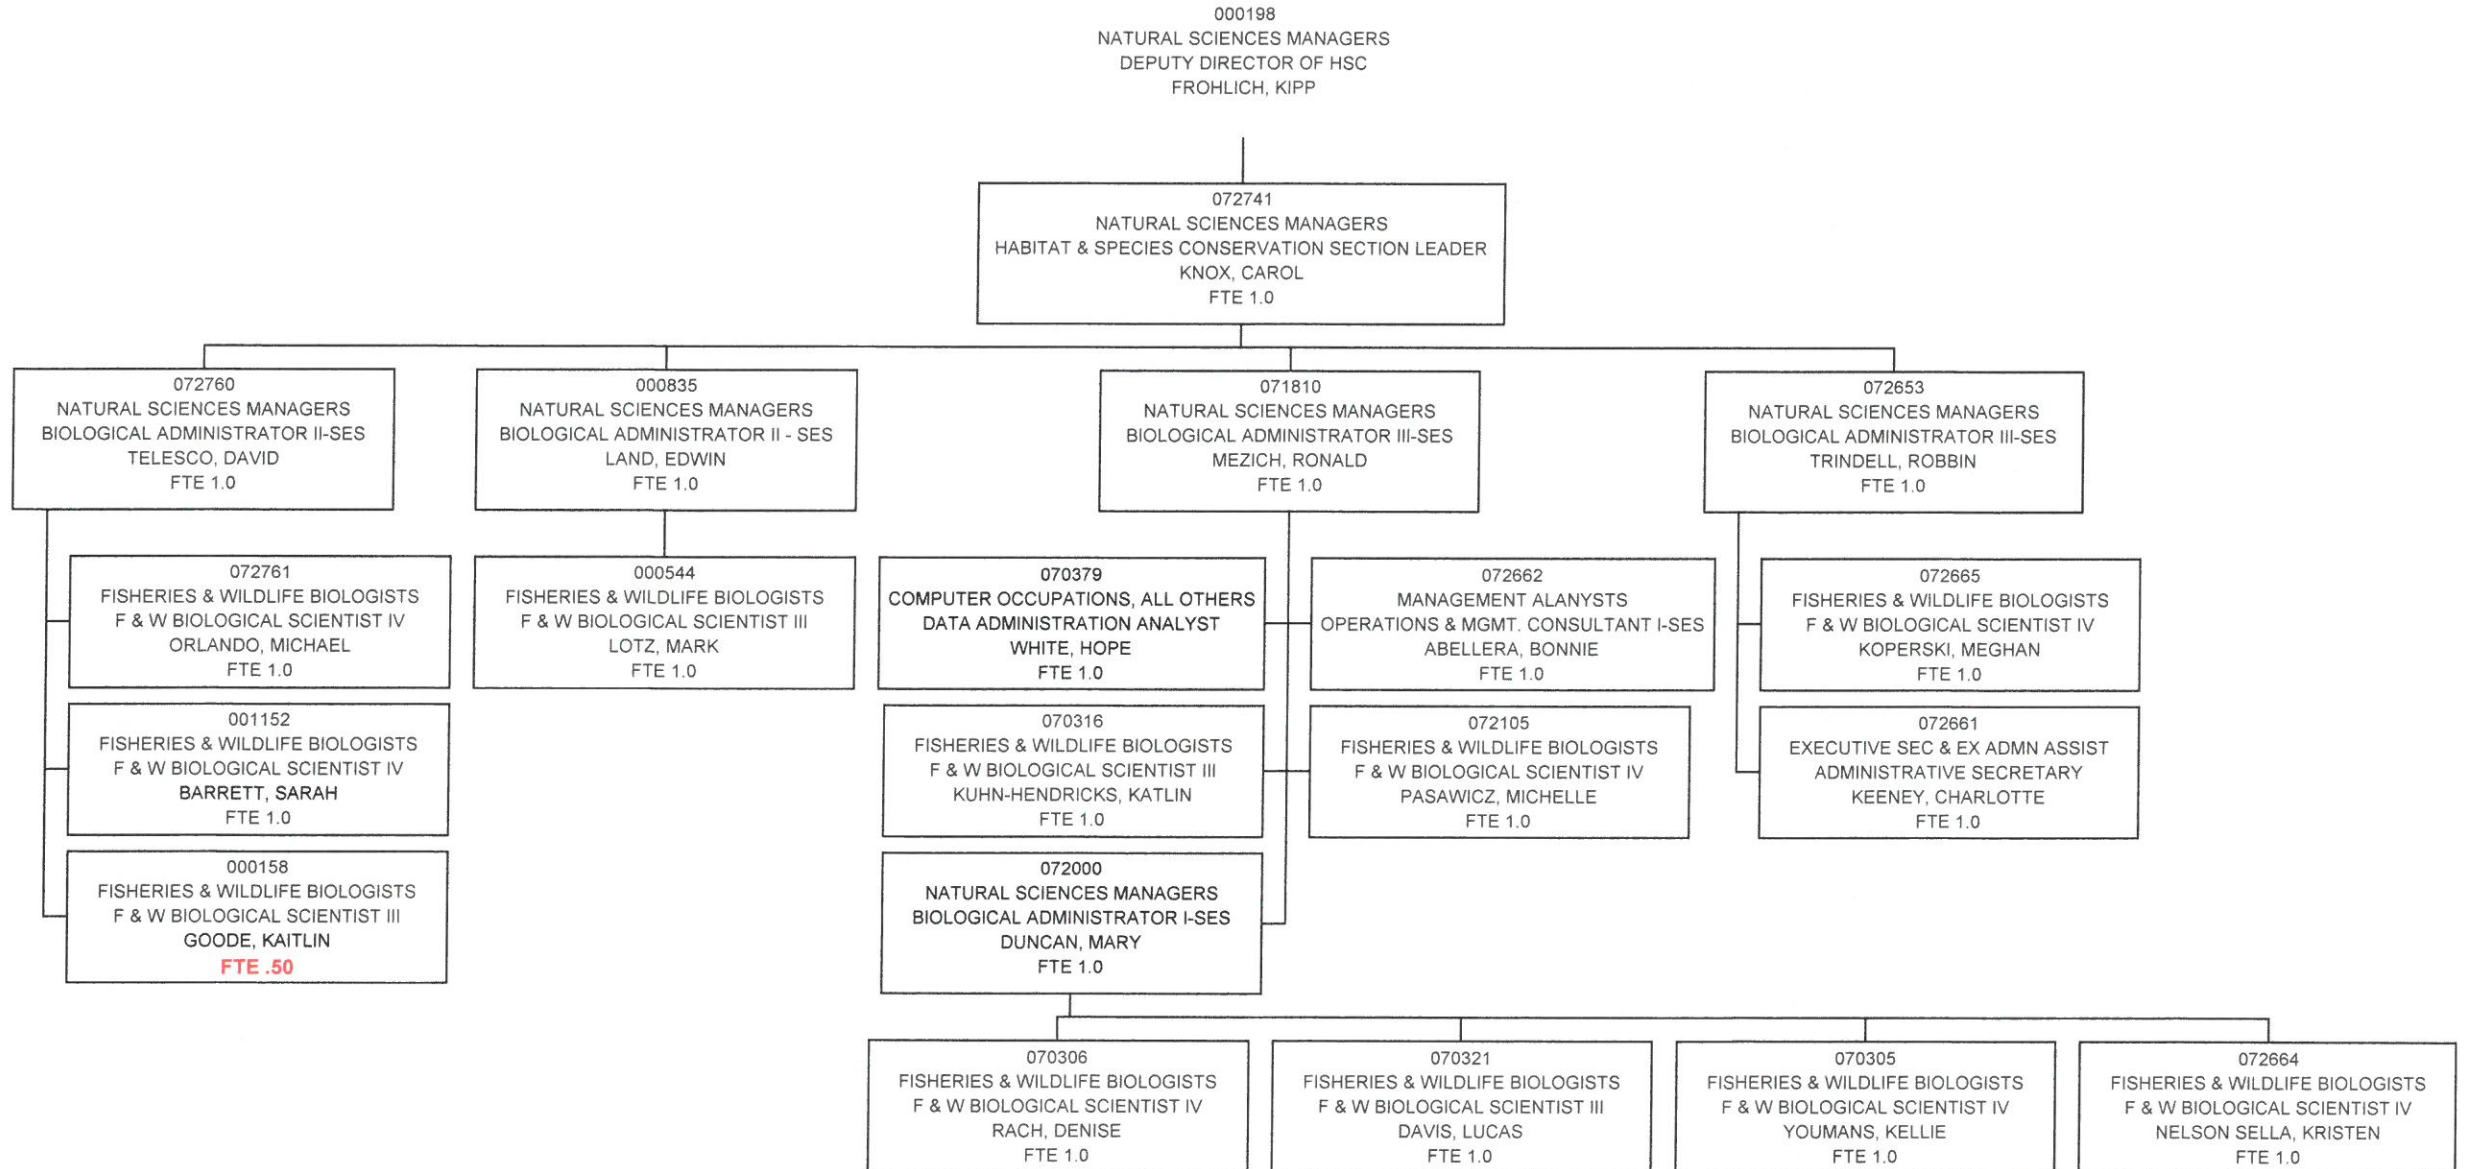 000198
NATURAL SCIENCES MANAGERS
DEPUTY DIRECTOR OF HSC
FROHLICH, KIPP
072741
NATURAL SCIENCES MANAGERS
HABITAT & SPECIES CONSERVATION SECTION LEADER
KNOX, CAROL
FTE 1.0
072760
NATURAL SCIENCES MANAGERS
BIOLOGICAL ADMINISTRATOR II-SES
TELESCO, DAVID
FTE 1.0
000835
NATURAL SCIENCES MANAGERS
BIOLOGICAL ADMINISTRATOR II - SES
LAND, EDWIN
FTE 1.0
071810
NATURAL SCIENCES MANAGERS
BIOLOGICAL ADMINISTRATOR III-SES
MEZICH, RONALD
FTE 1.0
072653
NATURAL SCIENCES MANAGERS
BIOLOGICAL ADMINISTRATOR III-SES
TRINDELL, ROBBIN
FTE 1.0
072761
FISHERIES & WILDLIFE BIOLOGISTS
F & W BIOLOGICAL SCIENTIST IV
ORLANDO, MICHAEL
FTE 1.0
000544
FISHERIES & WILDLIFE BIOLOGISTS
F & W BIOLOGICAL SCIENTIST III
LOTZ, MARK
FTE 1.0
070379
COMPUTER OCCUPATIONS, ALL OTHERS
DATA ADMINISTRATION ANALYST
WHITE, HOPE
FTE 1.0
072662
MANAGEMENT ALANYSTS
OPERATIONS & MGMT. CONSULTANT I-SES
ABELLERA, BONNIE
FTE 1.0
072665
FISHERIES & WILDLIFE BIOLOGISTS
F & W BIOLOGICAL SCIENTIST IV
KOPERSKI, MEGHAN
FTE 1.0
001152
FISHERIES & WILDLIFE BIOLOGISTS
F & W BIOLOGICAL SCIENTIST IV
BARRETT, SARAH
FTE 1.0
070316
FISHERIES & WILDLIFE BIOLOGISTS
F & W BIOLOGICAL SCIENTIST III
KUHN-HENDRICKS, KATLIN
FTE 1.0
072105
FISHERIES & WILDLIFE BIOLOGISTS
F & W BIOLOGICAL SCIENTIST IV
PASAWICZ, MICHELLE
FTE 1.0
072661
EXECUTIVE SEC & EX ADMN ASSIST
ADMINISTRATIVE SECRETARY
KEENEY, CHARLOTTE
FTE 1.0
000158
FISHERIES & WILDLIFE BIOLOGISTS
F & W BIOLOGICAL SCIENTIST III
GOODE, KAITLIN
FTE .50
072000
NATURAL SCIENCES MANAGERS
BIOLOGICAL ADMINISTRATOR I-SES
DUNCAN, MARY
FTE 1.0
070306
FISHERIES & WILDLIFE BIOLOGISTS
F & W BIOLOGICAL SCIENTIST IV
RACH, DENISE
FTE 1.0
070321
FISHERIES & WILDLIFE BIOLOGISTS
F & W BIOLOGICAL SCIENTIST III
DAVIS, LUCAS
FTE 1.0
070305
FISHERIES & WILDLIFE BIOLOGISTS
F & W BIOLOGICAL SCIENTIST IV
YOUMANS, KELLIE
FTE 1.0
072664
FISHERIES & WILDLIFE BIOLOGISTS
F & W BIOLOGICAL SCIENTIST IV
NELSON SELLA, KRISTEN
FTE 1.0